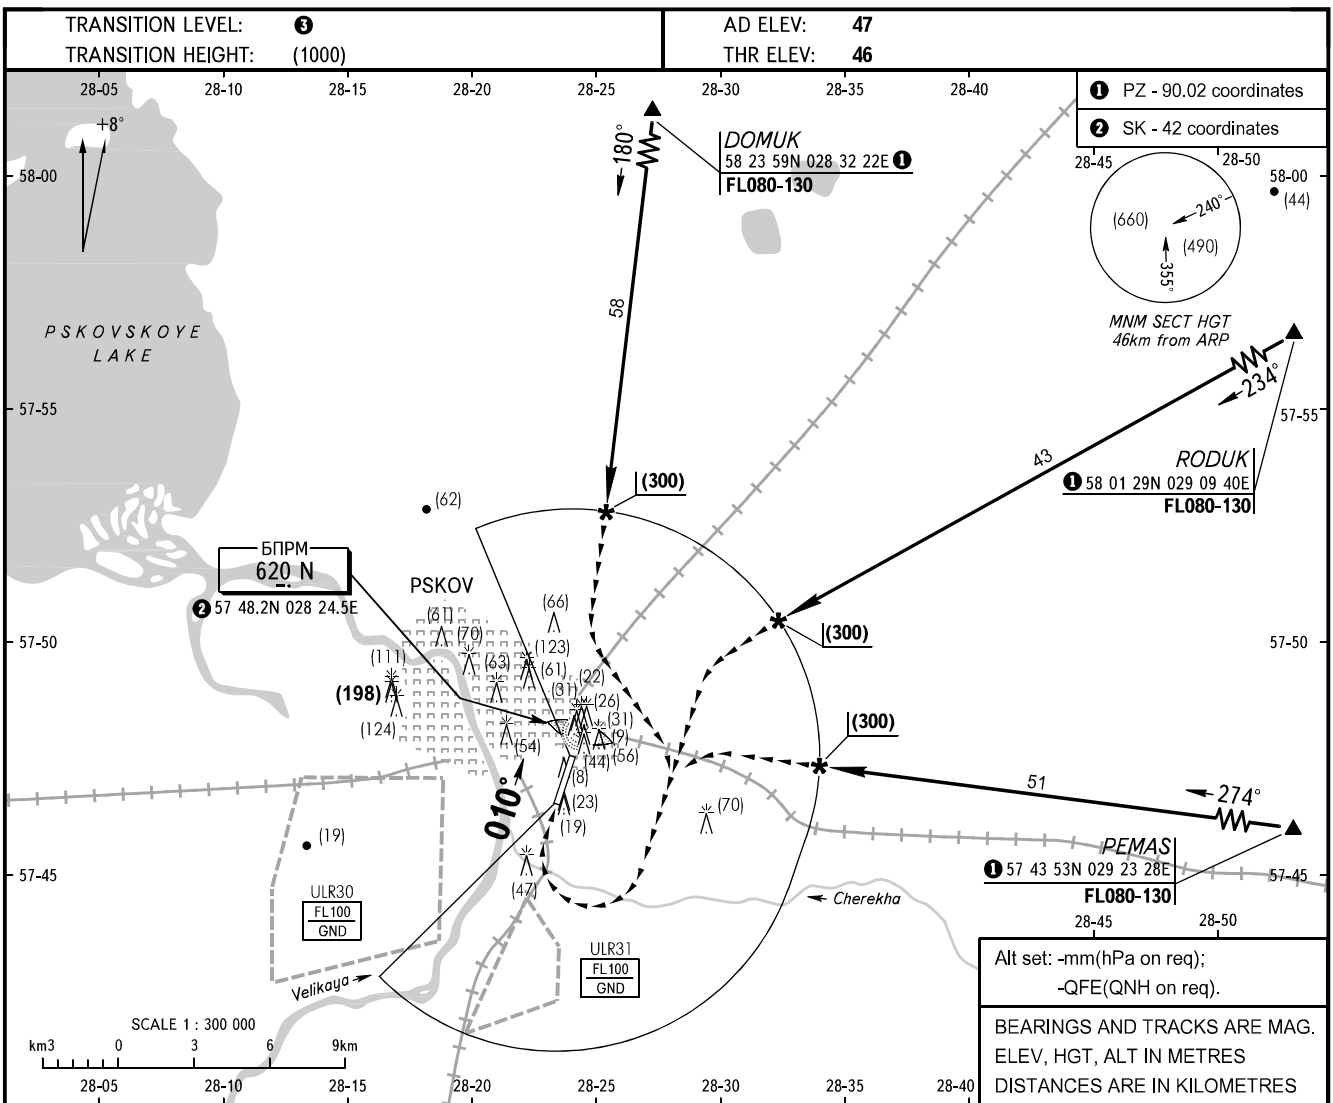 TRANSITION LEVEL: ❸
TRANSITION HEIGHT: (1000)
AD ELEV: 47
THR ELEV: 46
28-05 28-10 28-15 28-20 28-25 28-30 28-35 28-40
❶ PZ - 90.02 coordinates
❷ SK - 42 coordinates
28-45 28-50
+8°
58-00
58-00
(44)
DOMUK
58 23 59N 028 32 22E ❶
FL080-130
180°
58
240°
(660)
(490)
355°
MNM SECT HGT
46km from ARP
PSKOVSKOYE
LAKE
57-55
57-55
234°
43
RODUK
❶ 58 01 29N 029 09 40E
FL080-130
(300)
(62)
БПРМ
620 N
❷ 57 48.2N 028 24.5E
PSKOV
57-50
57-50
(61)
(66)
(70)
(123)
(300)
(111)
(63)
(61)
(22)
(198)
(31)
(26)
(124)
(31)
(9)
(54)
(56)
(44)
(300)
(8)
51
274°
010°
(23)
(19)
(70)
(19)
(47)
PEMAS
❶ 57 43 53N 029 23 28E
FL080-130
57-45
57-45
ULR30
FL100
GND
Cherekha
28-45 28-50
ULR31
FL100
GND
Velikaya
Alt set: -mm(hPa on req);
-QFE(QNH on req).
SCALE 1 : 300 000
km3 0 3 6 9km
BEARINGS AND TRACKS ARE MAG.
ELEV, HGT, ALT IN METRES
DISTANCES ARE IN KILOMETRES
28-05 28-10 28-15 28-20 28-25 28-30 28-35 28-40